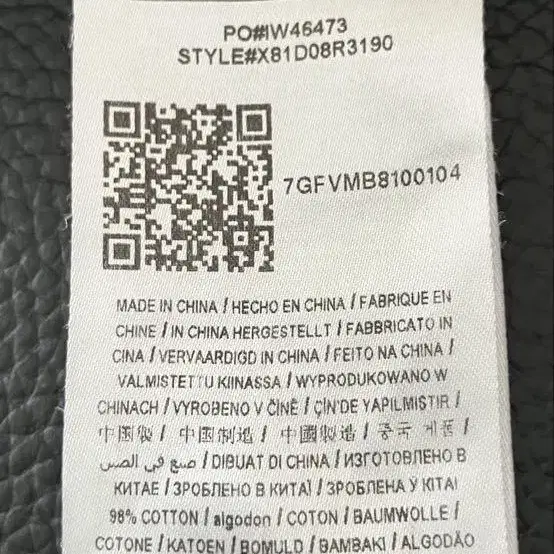 PO#IW46473
STYLE#X81D08R3190
7GFVMB8100104
MADE IN CHINA / HECHO EN CHINA / FABRIQUE EN
CHINE / IN CHINA HERGESTELLT / FABBRICATO IN
CINA / VERVAARDIGD IN CHINA / FEITO NA CHINA /
VALMISTETTU KIINASSA / WYPRODUKOWANO W
CHINACH / VYROBENO V ČÍNĚ / ÇİN'DE YAPILMIŞTIR /
中国製 / 中国制造 / 中國製造 / 중국 제품 /
صنع في الصين / DIBUAT DI CHINA / ИЗГОТОВЛЕНО В
КИТАЕ / ЗРОБЛЕНО В КИТАЇ / ЗРОБЛЕНА Ў КІТАІ
98% COTTON / algodon / COTON / BAUMWOLLE /
COTONE / KATOEN / BOMULD / BAMBAKI / ALGODÃO